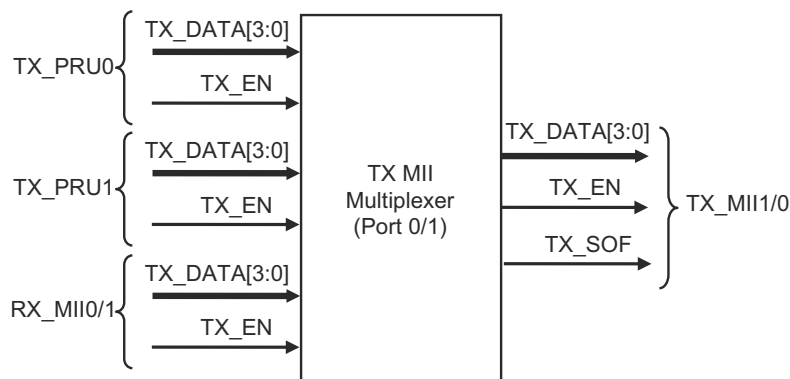 TX_PRU0
TX_DATA[3:0]
TX_EN
TX_PRU1
TX_DATA[3:0]
TX_EN
RX_MII0/1
TX_DATA[3:0]
TX_EN
TX MII
Multiplexer
(Port 0/1)
TX_DATA[3:0]
TX_EN
TX_SOF
TX_MII1/0